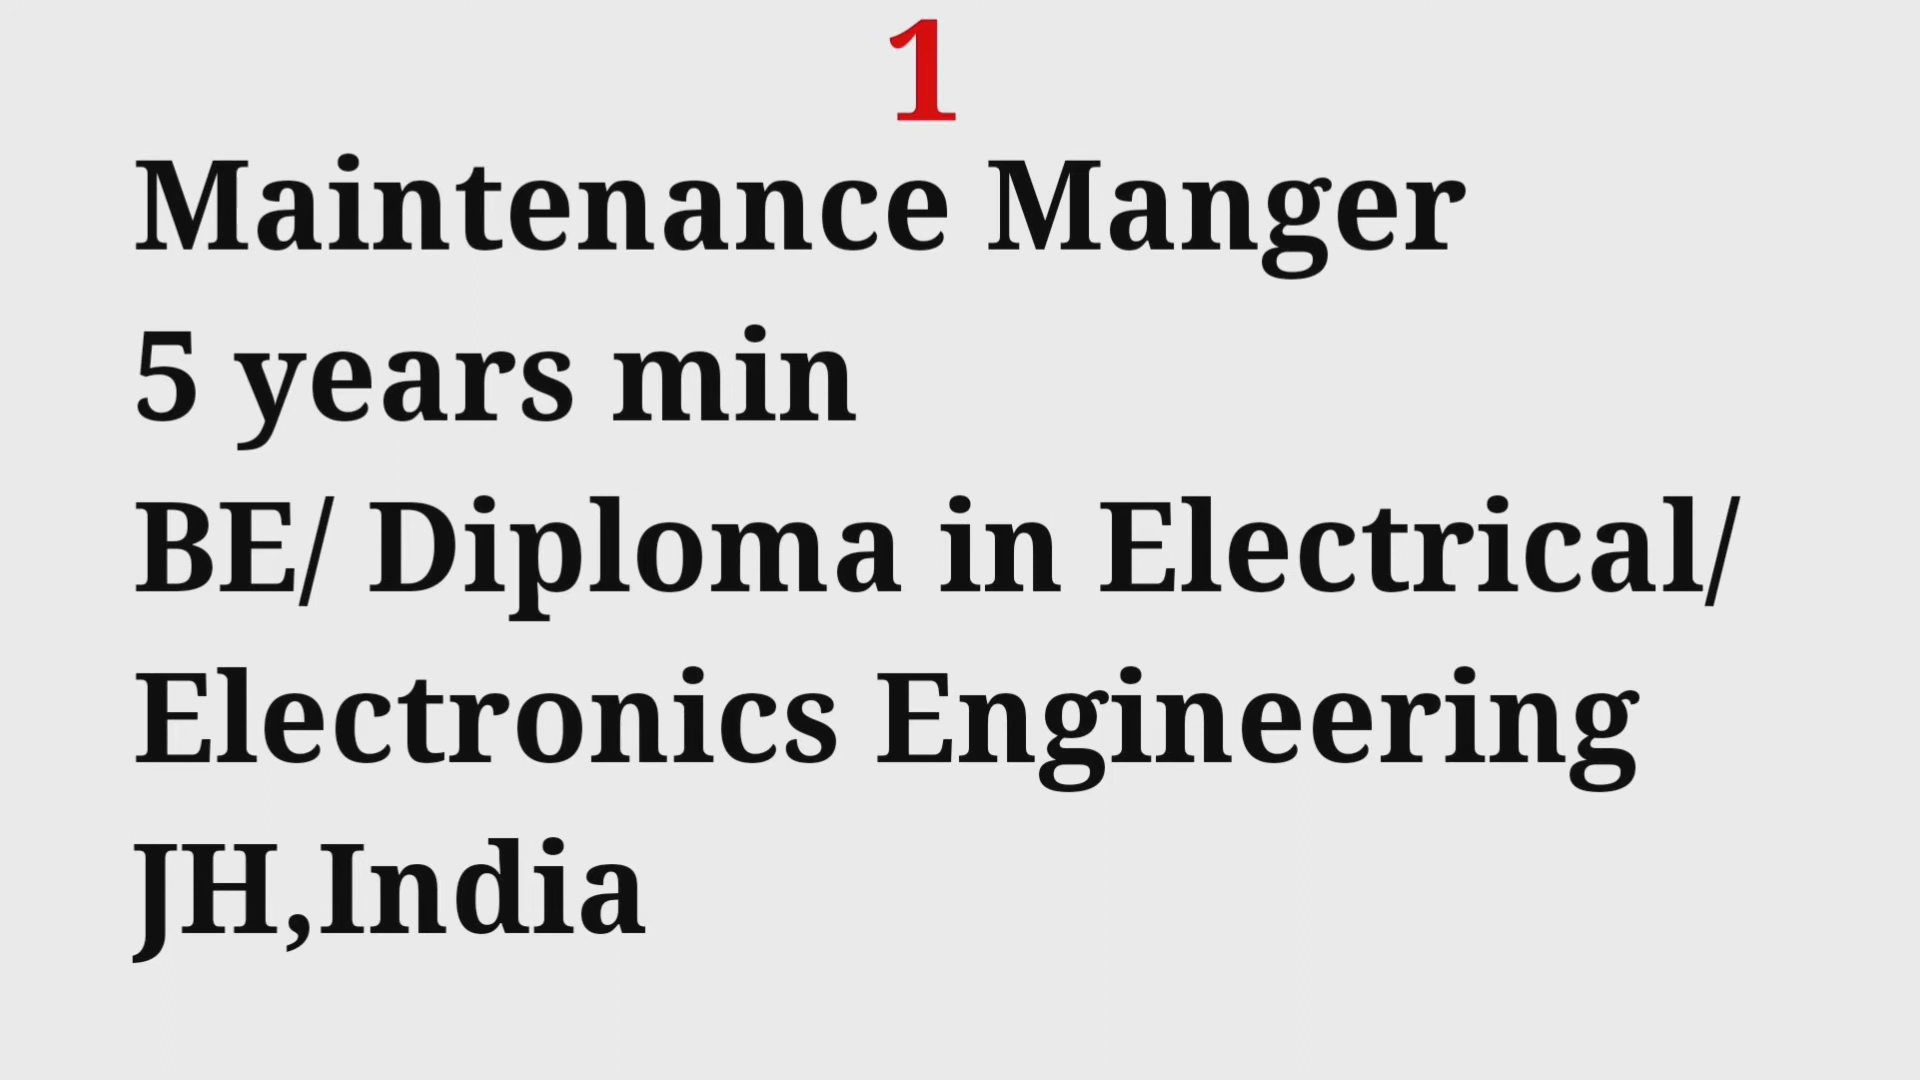 1
Maintenance Manger
5 years min
BE/ Diploma in Electrical/
Electronics Engineering
JH,India